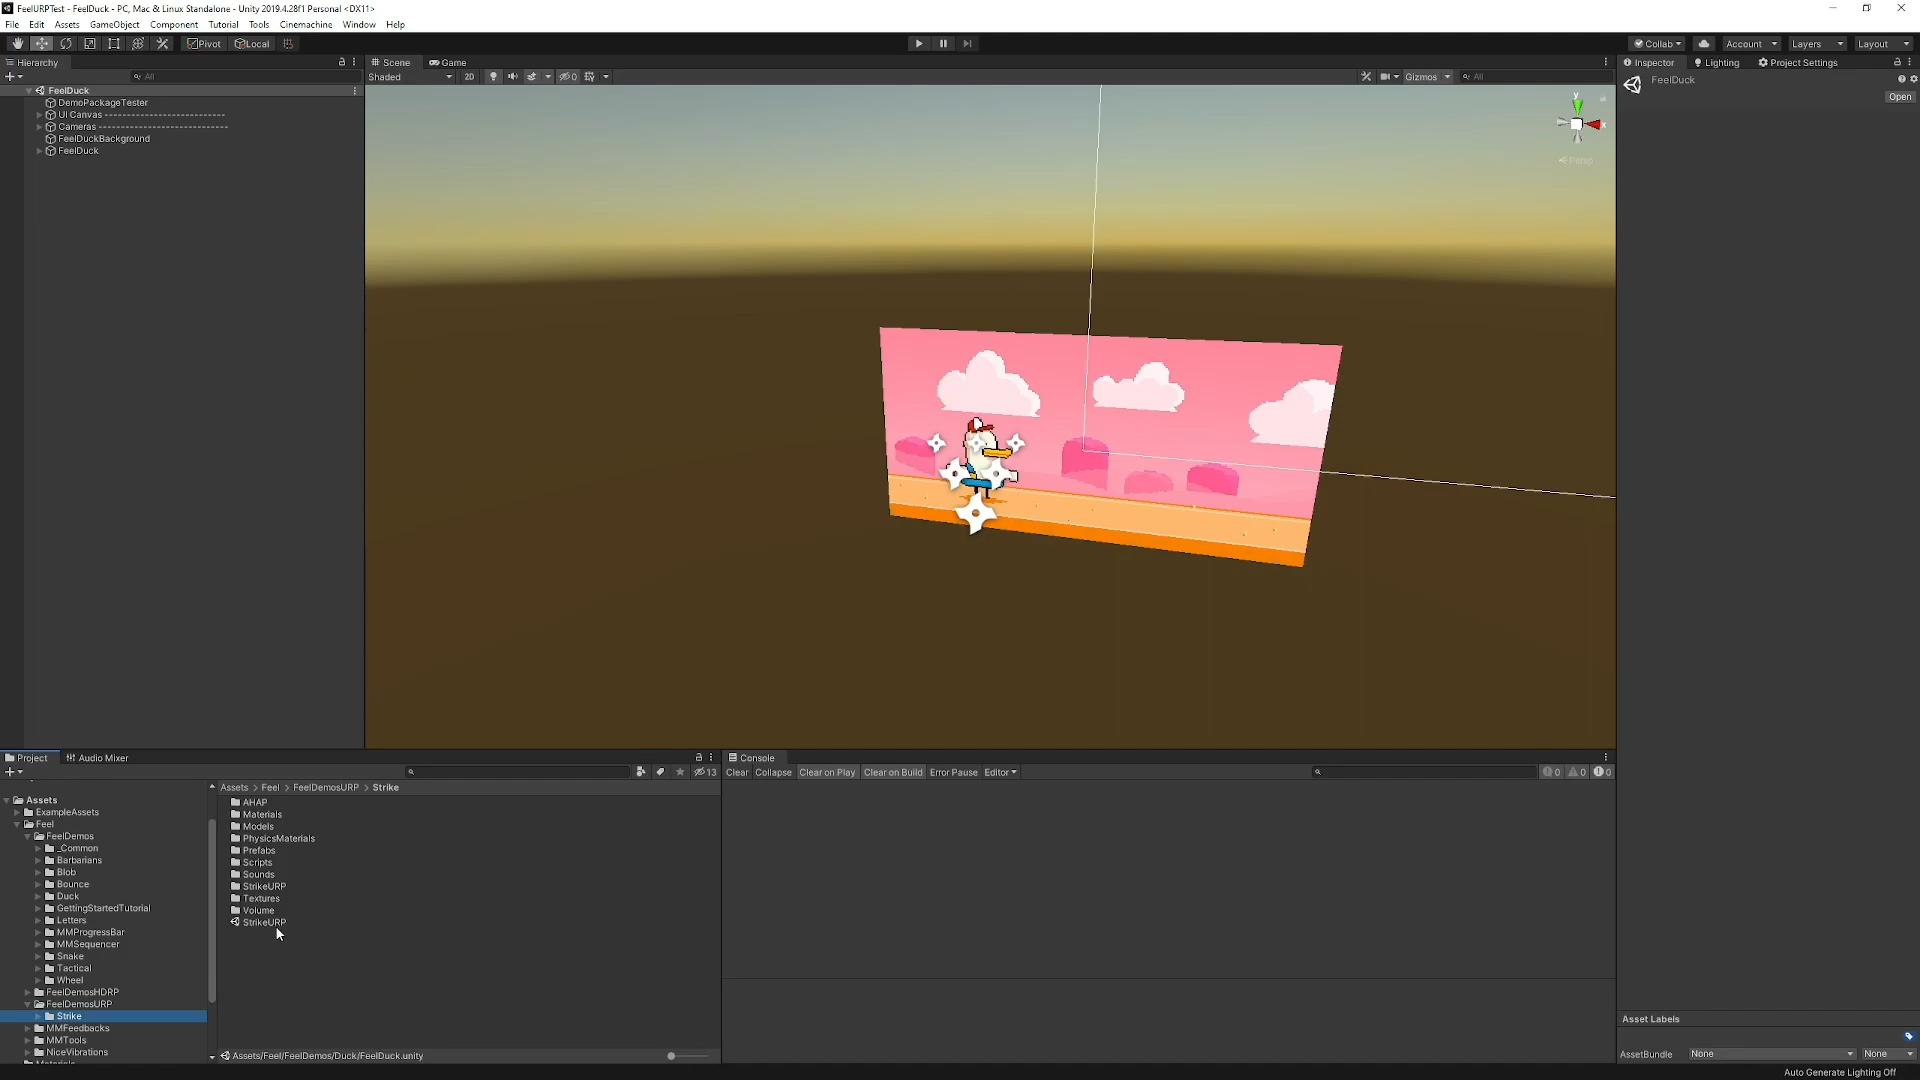 FeelURPTest - FeelDuck - PC, Mac & Linux Standalone - Unity 2019.4.28f1 Personal <DX11>
File Edit Assets GameObject Component Tutorial Tools Cinemachine Window Help
Pivot Local Collab Account Layers Layout
Hierarchy
All
FeelDuck
DemoPackageTester
UI Canvas ---------------------------
Cameras -----------------------------
FeelDuckBackground
FeelDuck
Scene Game
Shaded 2D 0 Gizmos All
y
x
Persp
Inspector Lighting Project Settings
FeelDuck
Open
Project Audio Mixer
13
Assets
ExampleAssets
Feel
FeelDemos
_Common
Barbarians
Blob
Bounce
Duck
GettingStartedTutorial
Letters
MMProgressBar
MMSequencer
Snake
Tactical
Wheel
FeelDemosHDRP
FeelDemosURP
Strike
MMFeedbacks
MMTools
NiceVibrations
Assets > Feel > FeelDemosURP > Strike
AHAP
Materials
Models
PhysicsMaterials
Prefabs
Scripts
Sounds
StrikeURP
Textures
Volume
StrikeURP
Assets/Feel/FeelDemos/Duck/FeelDuck.unity
Console
Clear Collapse Clear on Play Clear on Build Error Pause Editor
0 0 0
Asset Labels
AssetBundle None None
Auto Generate Lighting Off